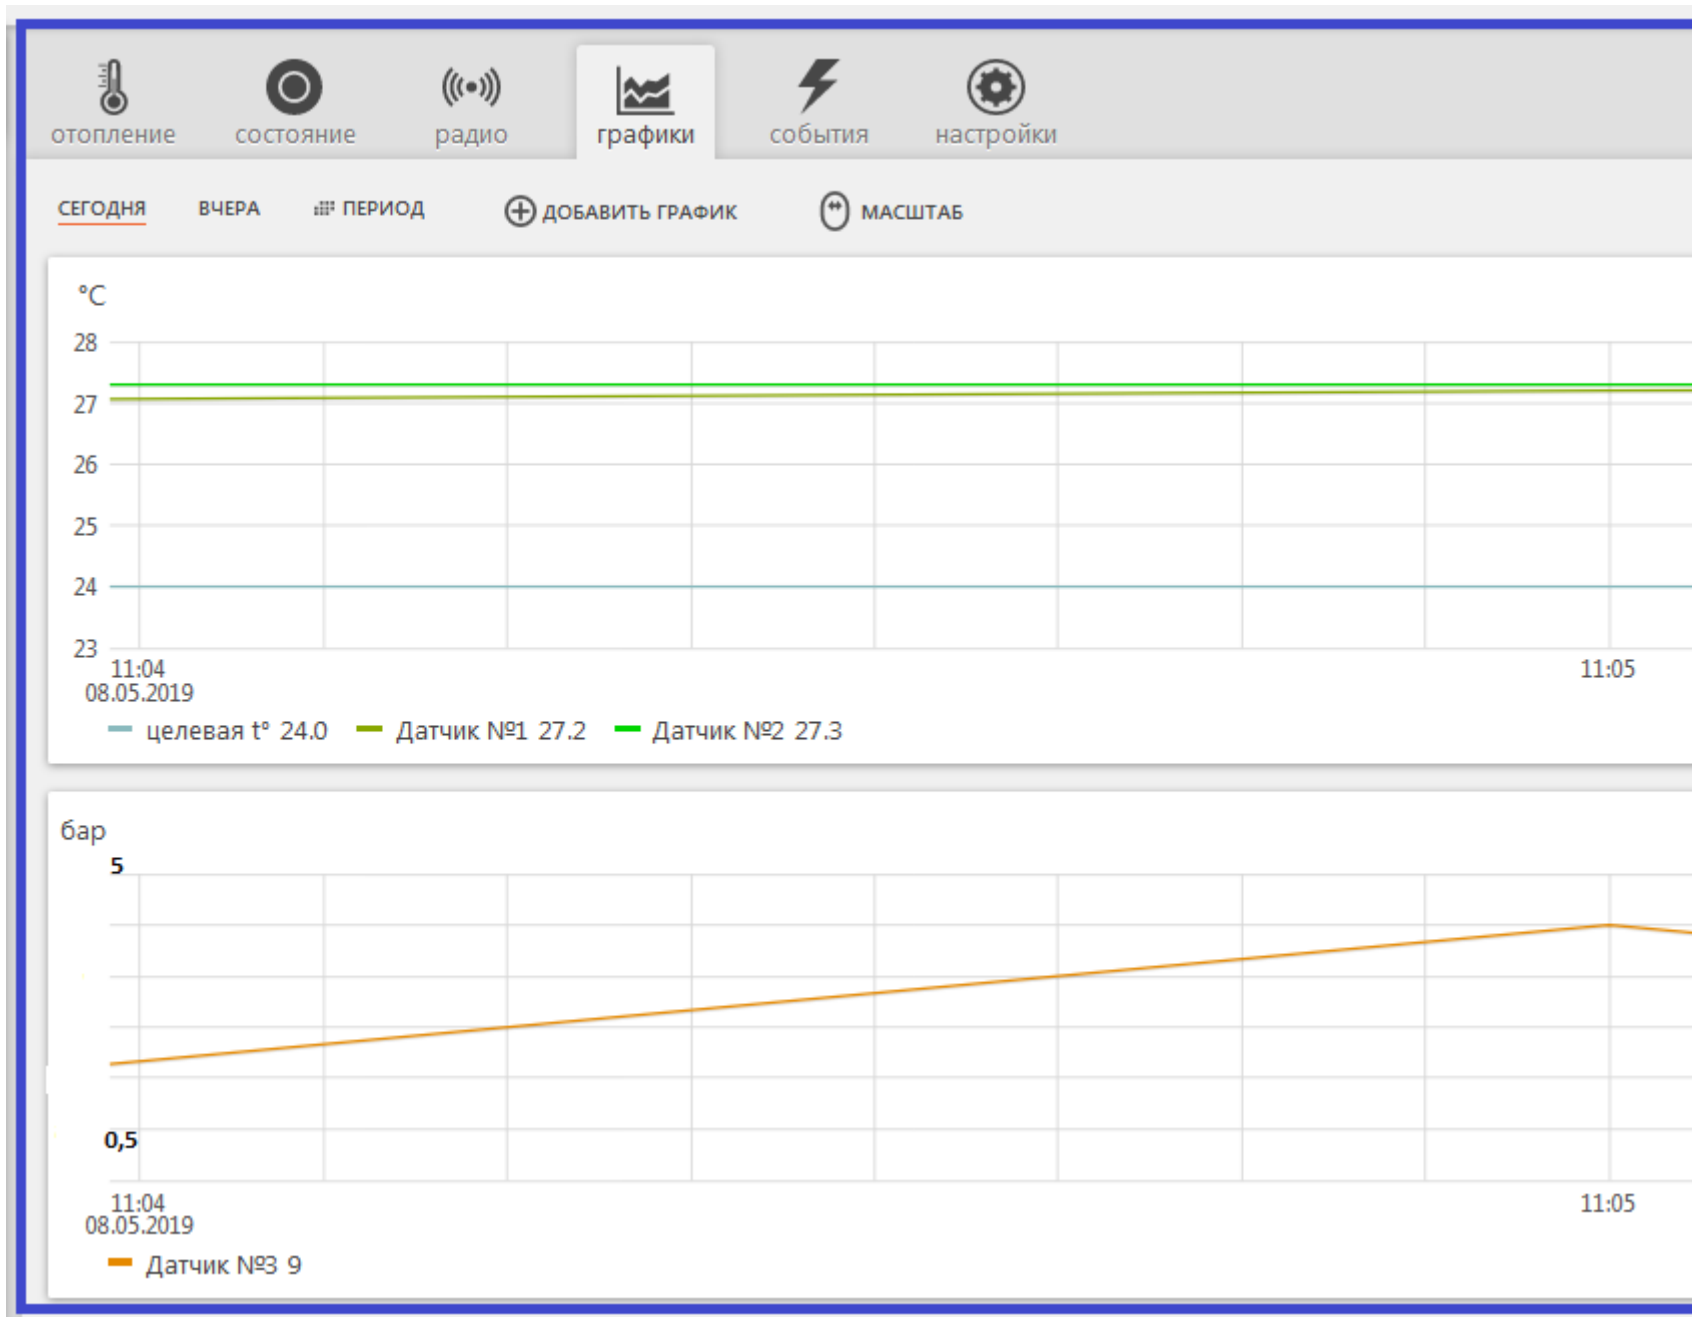 отопление состояние радио графики события настройки
СЕГОДНЯ ВЧЕРА ПЕРИОД ДОБАВИТЬ ГРАФИК МАСШТАБ
°C
28
27
26
25
24
23
11:04 11:05
08.05.2019
целевая t° 24.0 Датчик №1 27.2 Датчик №2 27.3
бар
5
0,5
11:04 11:05
08.05.2019
Датчик №3 9